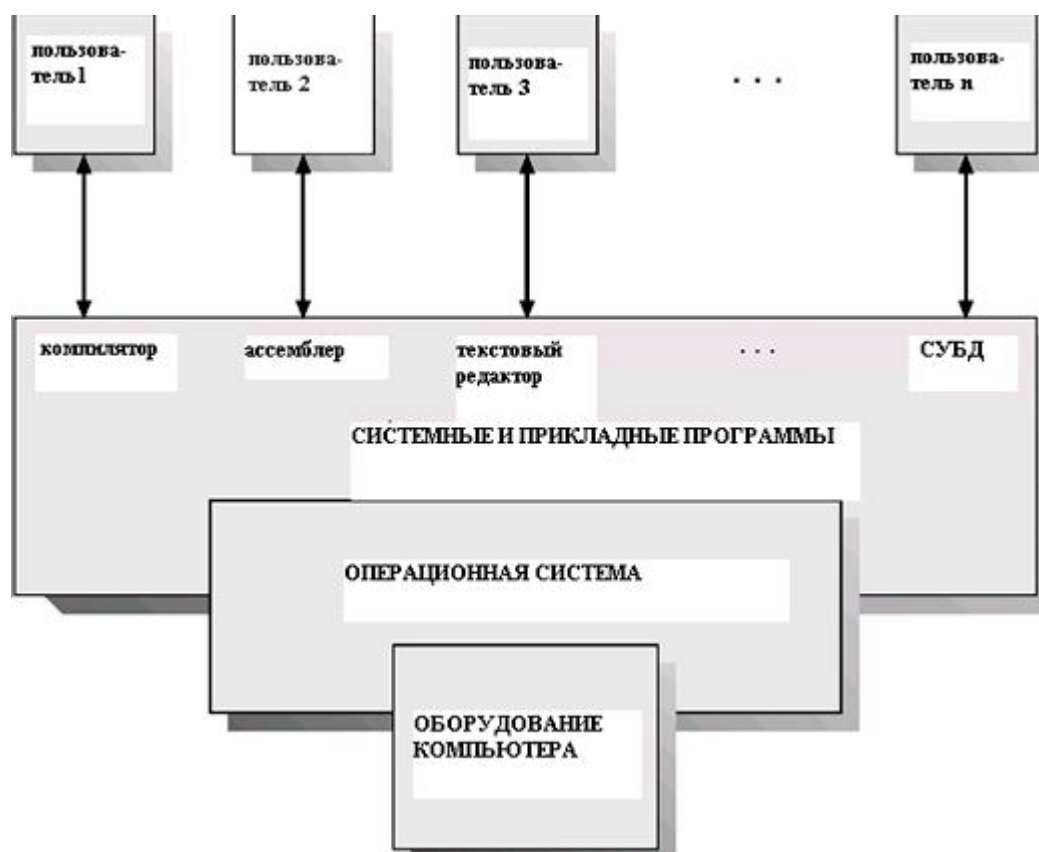 пользова-
тель1
пользова-
тель 2
пользова-
тель 3
. . .
пользова-
тель n
компилятор
ассемблер
текстовый
редактор
. . .
СУБД
СИСТЕМНЫЕ И ПРИКЛАДНЫЕ ПРОГРАММЫ
ОПЕРАЦИОННАЯ СИСТЕМА
ОБОРУДОВАНИЕ
КОМПЬЮТЕРА